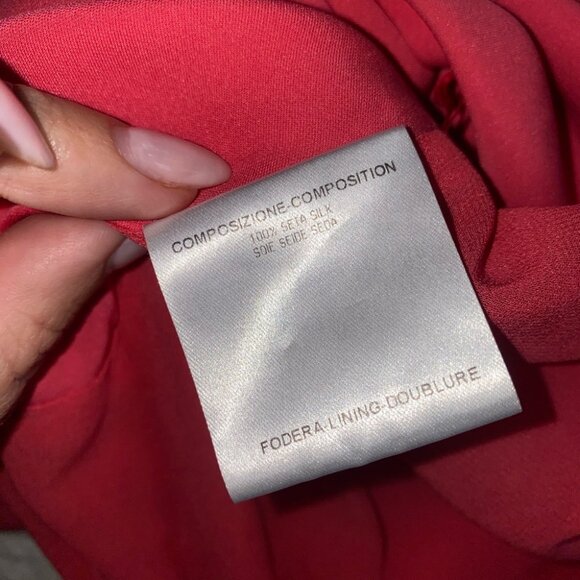 COMPOSIZIONE-COMPOSITION
100% SETA SILK
SOIE SEIDE SEDA
FODERA-LINING-DOUBLURE